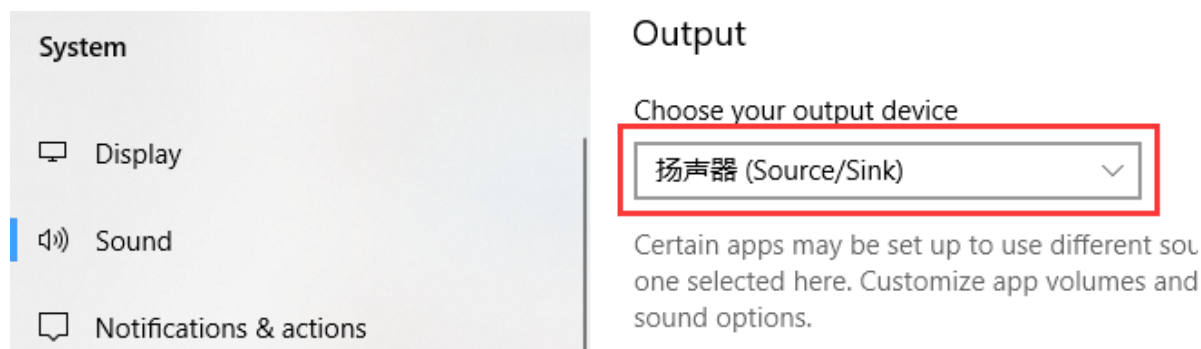 System
Display
Sound
Notifications & actions
Output
Choose your output device
扬声器 (Source/Sink)
Certain apps may be set up to use different sou
one selected here. Customize app volumes and
sound options.